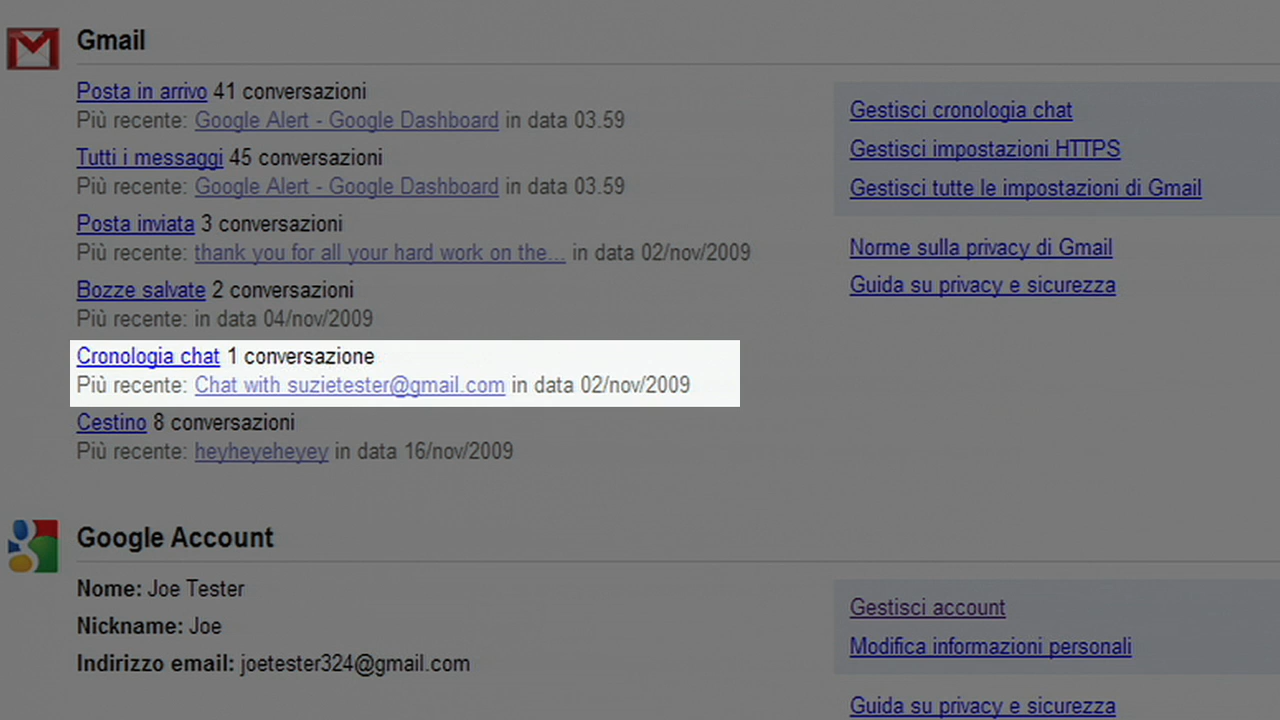 Gmail
Posta in arrivo 41 conversazioni
Più recente: Google Alert - Google Dashboard in data 03.59
Tutti i messaggi 45 conversazioni
Più recente: Google Alert - Google Dashboard in data 03.59
Posta inviata 3 conversazioni
Più recente: thank you for all your hard work on the... in data 02/nov/2009
Bozze salvate 2 conversazioni
Più recente: in data 04/nov/2009
Cronologia chat 1 conversazione
Più recente: Chat with suzietester@gmail.com in data 02/nov/2009
Cestino 8 conversazioni
Più recente: heyheyeheyey in data 16/nov/2009
Gestisci cronologia chat
Gestisci impostazioni HTTPS
Gestisci tutte le impostazioni di Gmail
Norme sulla privacy di Gmail
Guida su privacy e sicurezza
Google Account
Nome: Joe Tester
Nickname: Joe
Indirizzo email: joetester324@gmail.com
Gestisci account
Modifica informazioni personali
Guida su privacy e sicurezza